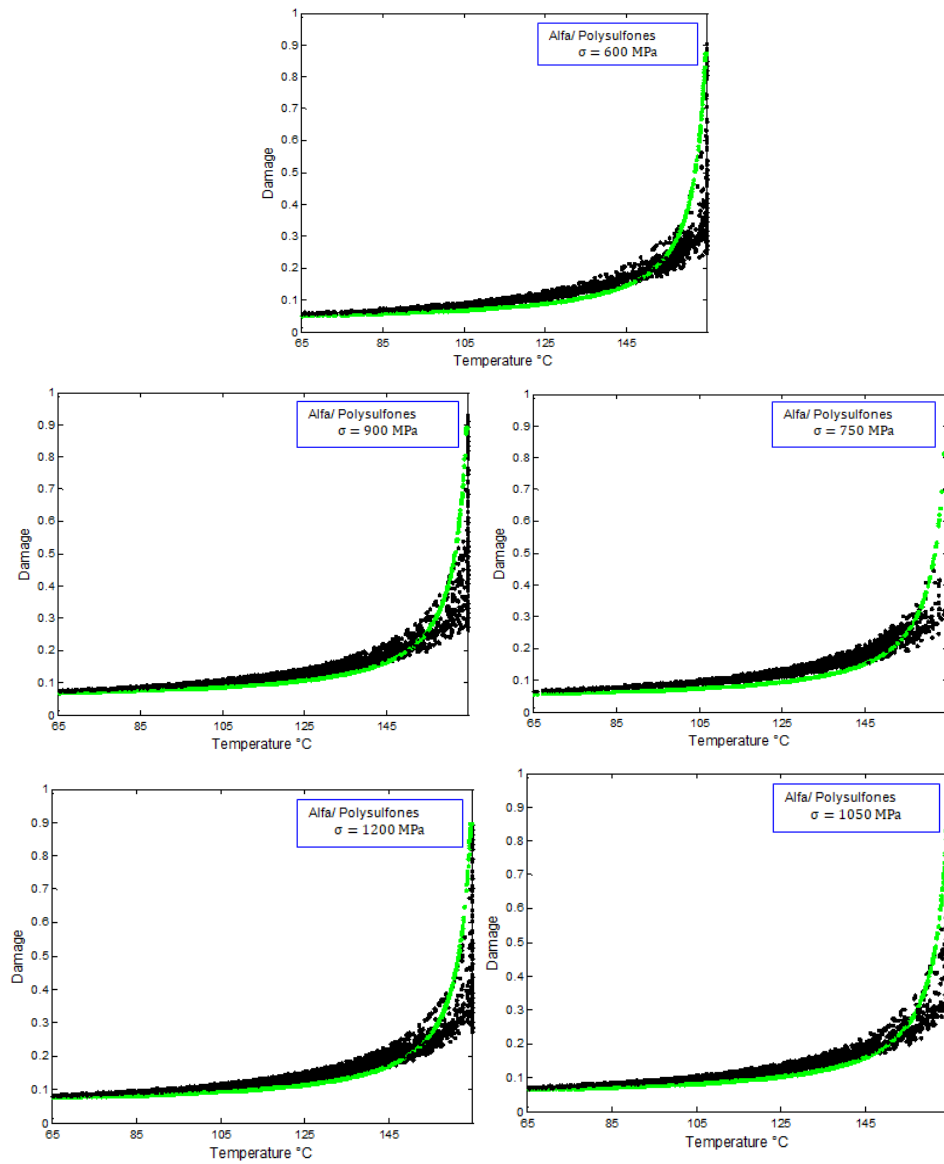 Alfa/ Polysulfones
σ = 600 MPa
Damage
1
0.9
0.8
0.7
0.6
0.5
0.4
0.3
0.2
0.1
0
65 85 105 125 145
Temperature °C
Alfa/ Polysulfones
σ = 900 MPa
Damage
1
0.9
0.8
0.7
0.6
0.5
0.4
0.3
0.2
0.1
0
65 85 105 125 145
Temperature °C
Alfa/ Polysulfones
σ = 750 MPa
Damage
1
0.9
0.8
0.7
0.6
0.5
0.4
0.3
0.2
0.1
0
65 85 105 125 145
Temperature °C
Alfa/ Polysulfones
σ = 1200 MPa
Damage
1
0.9
0.8
0.7
0.6
0.5
0.4
0.3
0.2
0.1
0
65 85 105 125 145
Temperature °C
Alfa/ Polysulfones
σ = 1050 MPa
Damage
1
0.9
0.8
0.7
0.6
0.5
0.4
0.3
0.2
0.1
0
65 85 105 125 145
Temperature °C